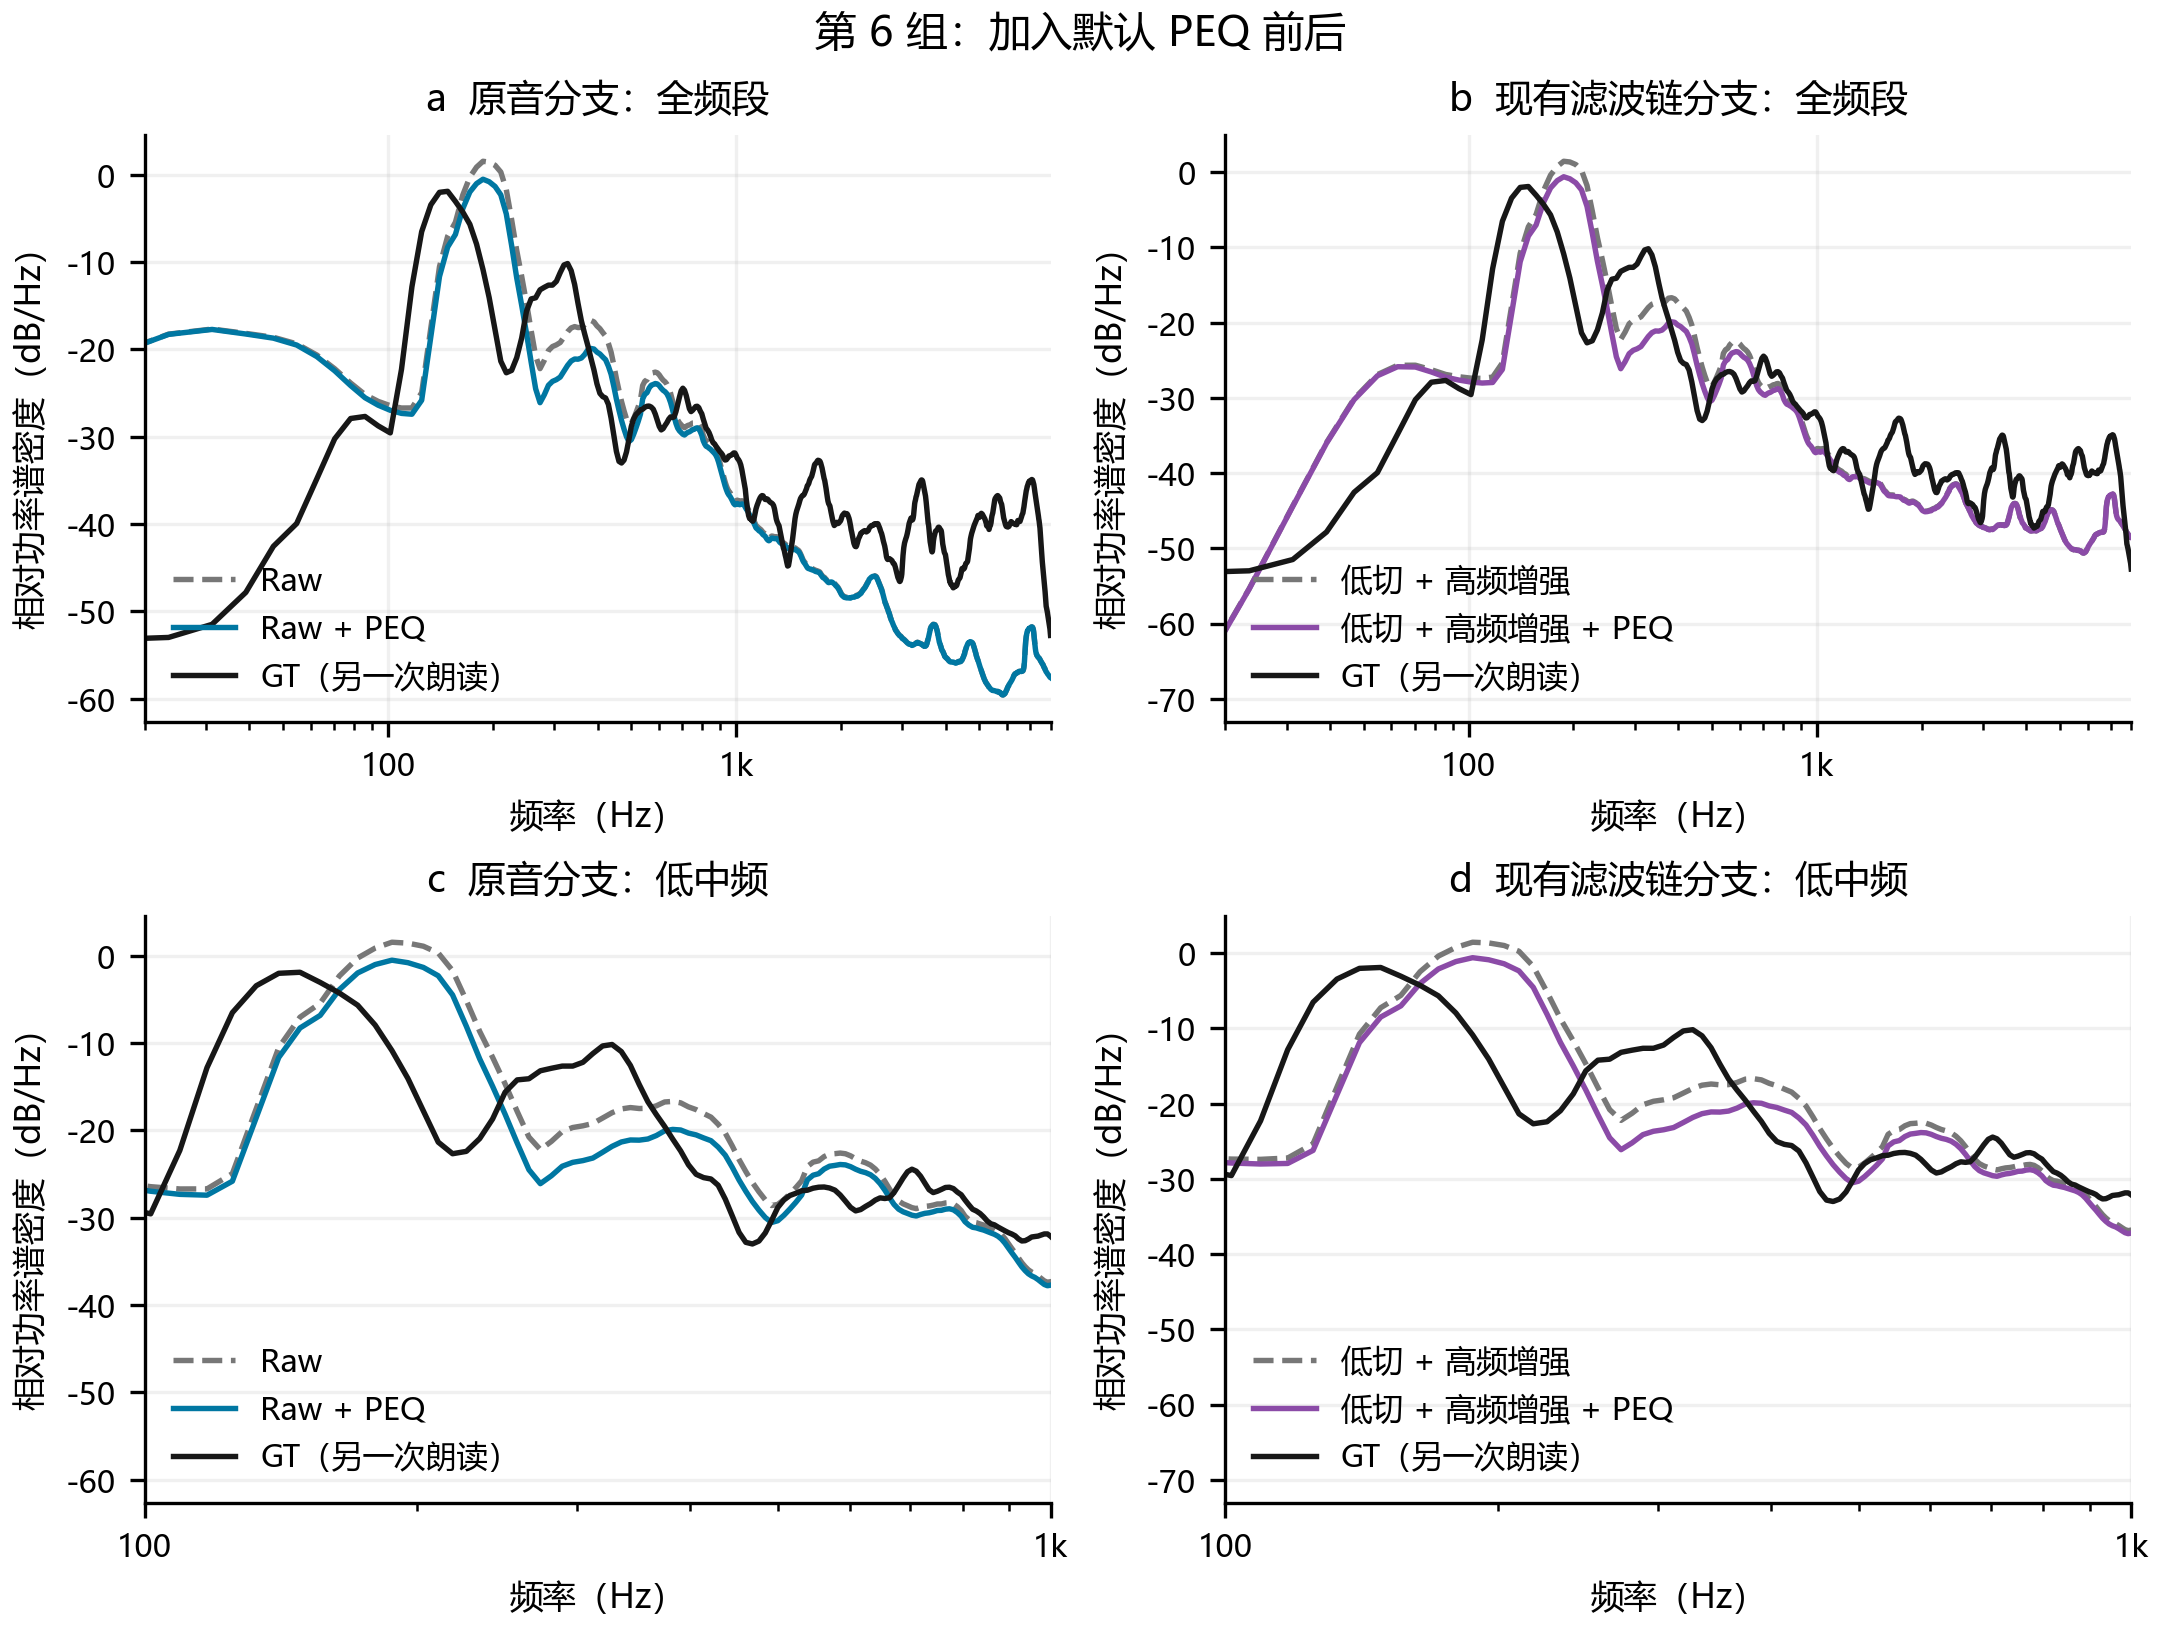 第 6 组：加入默认 PEQ 前后
a 原音分支：全频段
相对功率谱密度（dB/Hz）
0
-10
-20
-30
-40
-50
-60
Raw
Raw + PEQ
GT（另一次朗读）
100
1k
频率（Hz）
b 现有滤波链分支：全频段
相对功率谱密度（dB/Hz）
0
-10
-20
-30
-40
-50
-60
-70
低切 + 高频增强
低切 + 高频增强 + PEQ
GT（另一次朗读）
100
1k
频率（Hz）
c 原音分支：低中频
相对功率谱密度（dB/Hz）
0
-10
-20
-30
-40
-50
-60
Raw
Raw + PEQ
GT（另一次朗读）
100
1k
频率（Hz）
d 现有滤波链分支：低中频
相对功率谱密度（dB/Hz）
0
-10
-20
-30
-40
-50
-60
-70
低切 + 高频增强
低切 + 高频增强 + PEQ
GT（另一次朗读）
100
1k
频率（Hz）